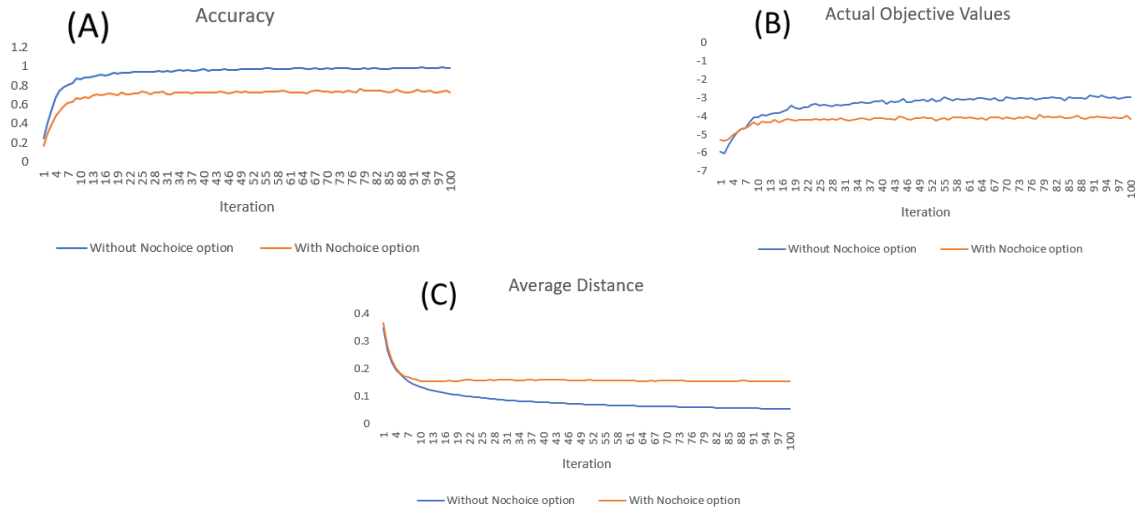 (A)
Accuracy
1.2
1
0.8
0.6
0.4
0.2
0
1 4 7 10 13 16 19 22 25 28 31 34 37 40 43 46 49 52 55 58 61 64 67 70 73 76 79 82 85 88 91 94 97 100
Iteration
Without Nochoice option With Nochoice option
(B)
Actual Objective Values
0
-1
-2
-3
-4
-5
-6
-7
1 4 7 10 13 16 19 22 25 28 31 34 37 40 43 46 49 52 55 58 61 64 67 70 73 76 79 82 85 88 91 94 97 100
Iteration
Without Nochoice option With Nochoice option
(C)
Average Distance
0.4
0.3
0.2
0.1
0
1 4 7 10 13 16 19 22 25 28 31 34 37 40 43 46 49 52 55 58 61 64 67 70 73 76 79 82 85 88 91 94 97 100
Iteration
Without Nochoice option With Nochoice option